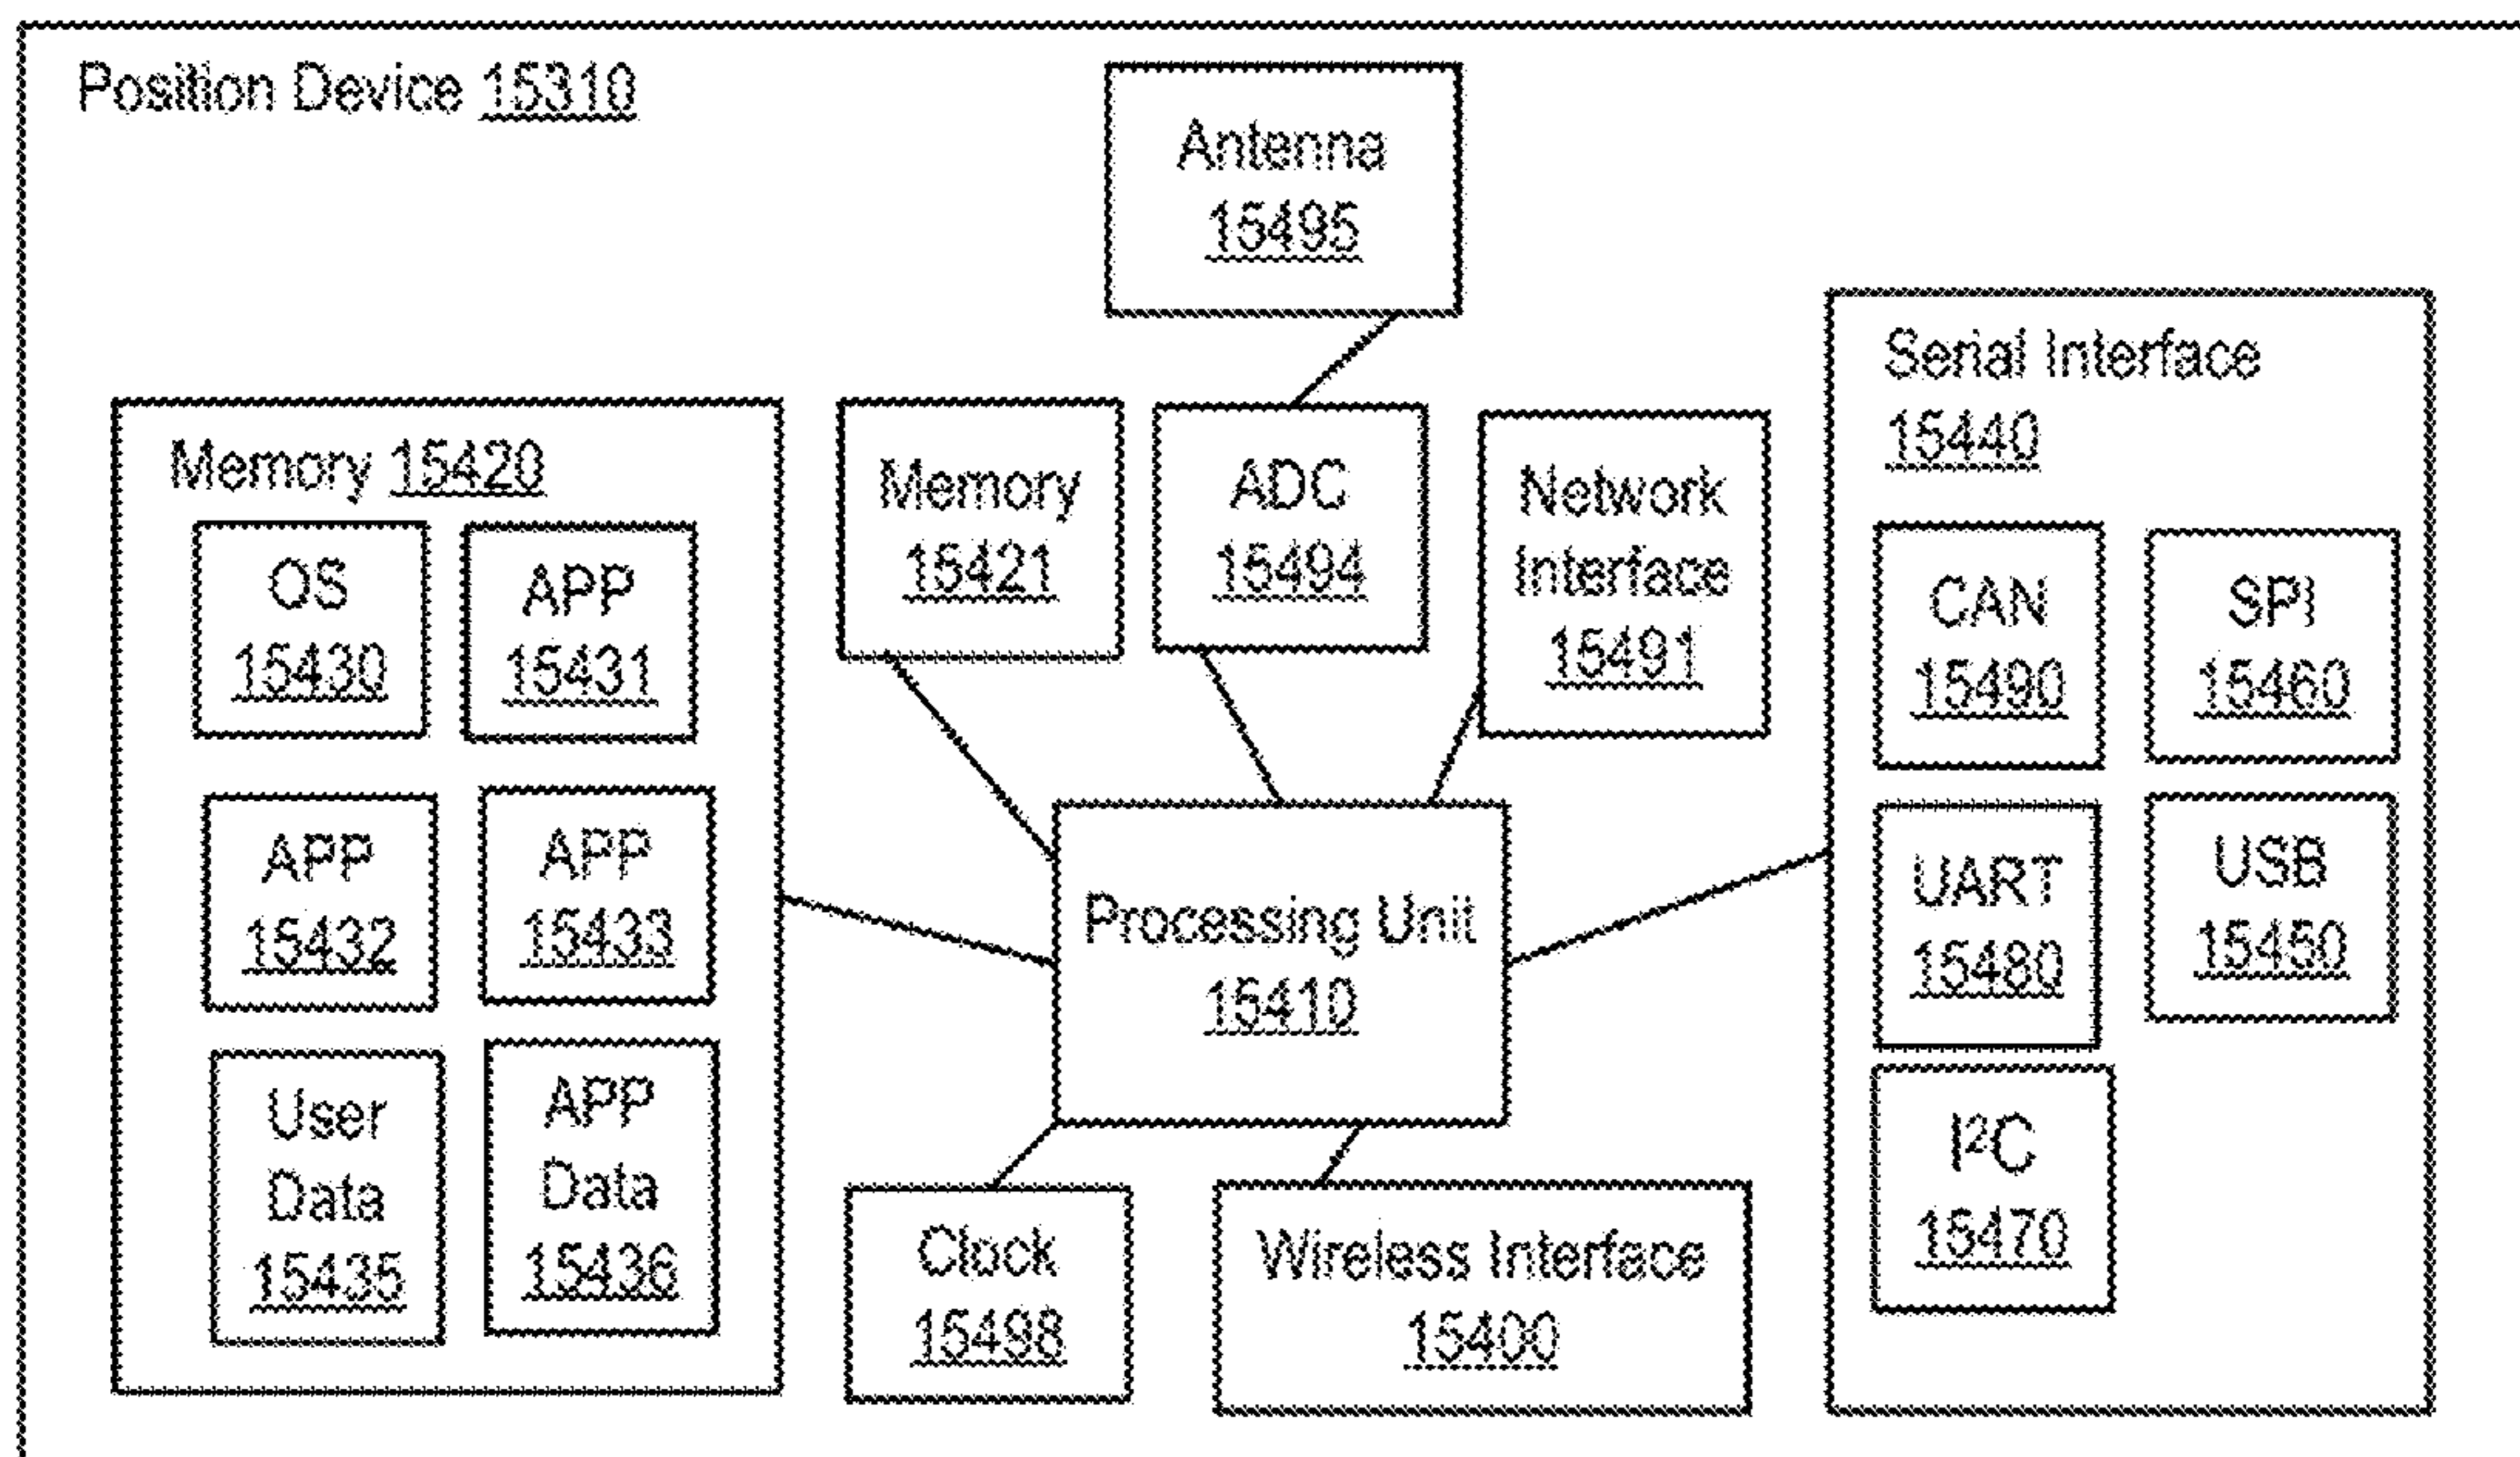 Position Device 15310
Antenna
15495
Serial Interface
15440
Memory 15420
Memory
15421
ADC
15494
Network
Interface
15491
OS
15430
APP
15431
CAN
15490
SPI
15460
APP
15432
APP
15433
Processing Unit
15410
UART
15480
USB
15450
User
Data
15435
APP
Data
15436
Clock
15498
Wireless Interface
15400
I²C
15470